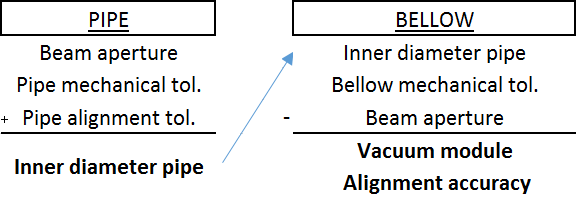 PIPE
Beam aperture
Pipe mechanical tol.
+ Pipe alignment tol.
Inner diameter pipe
BELLOW
Inner diameter pipe
Bellow mechanical tol.
- Beam aperture
Vacuum module
Alignment accuracy